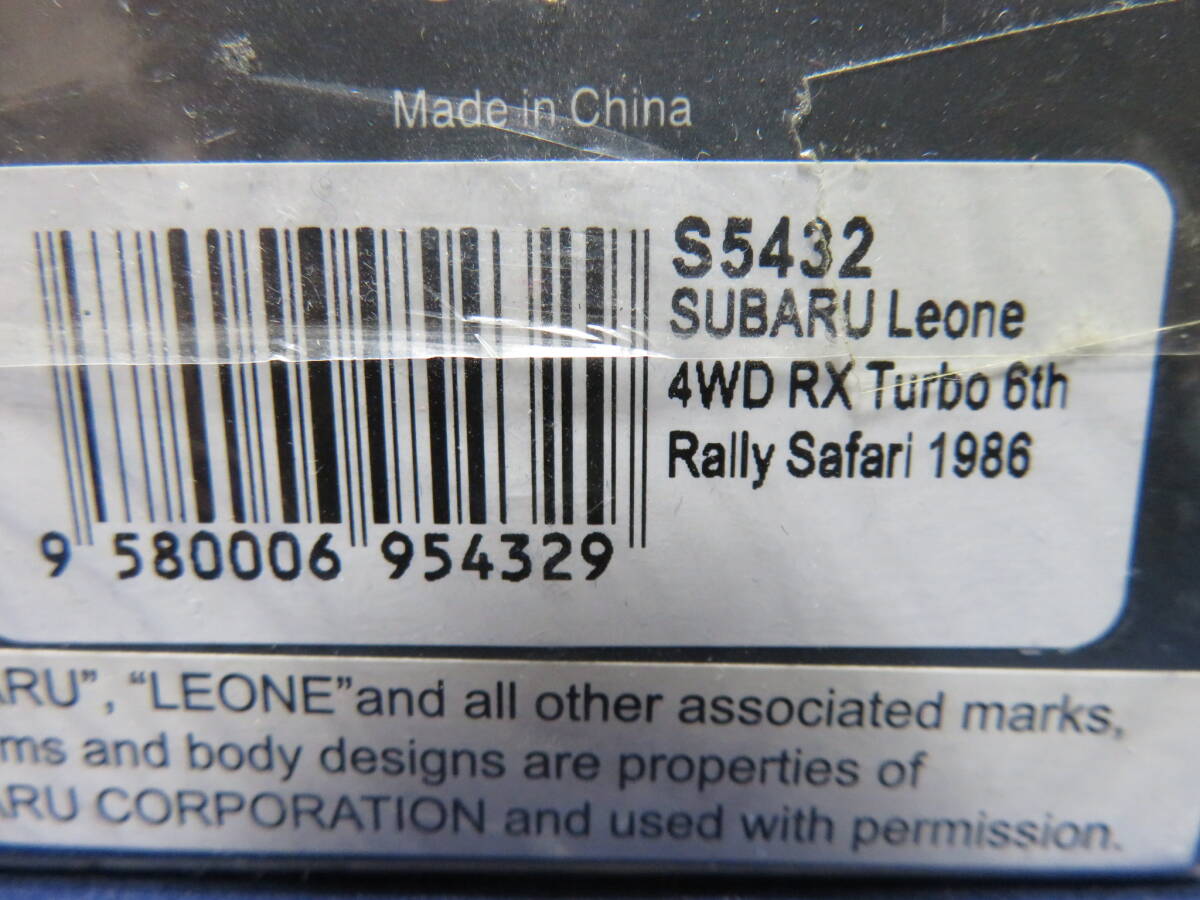 Made in China
S5432
SUBARU Leone
4WD RX Turbo 6th
Rally Safari 1986
9 580006 954329
ARU”, “LEONE”and all other associated marks,
ms and body designs are properties of
ARU CORPORATION and used with permission.